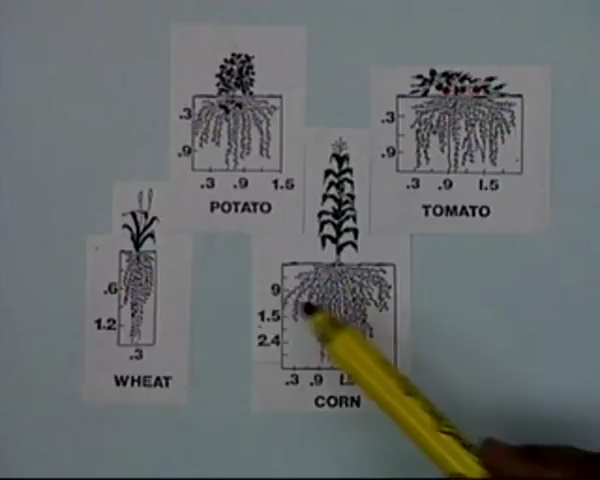 .3
.9
.3 .9 1.5
POTATO
.3
.9
.3 .9 1.5
TOMATO
.6
1.2
.3
WHEAT
9
1.5
2.4
.3 .9
CORN